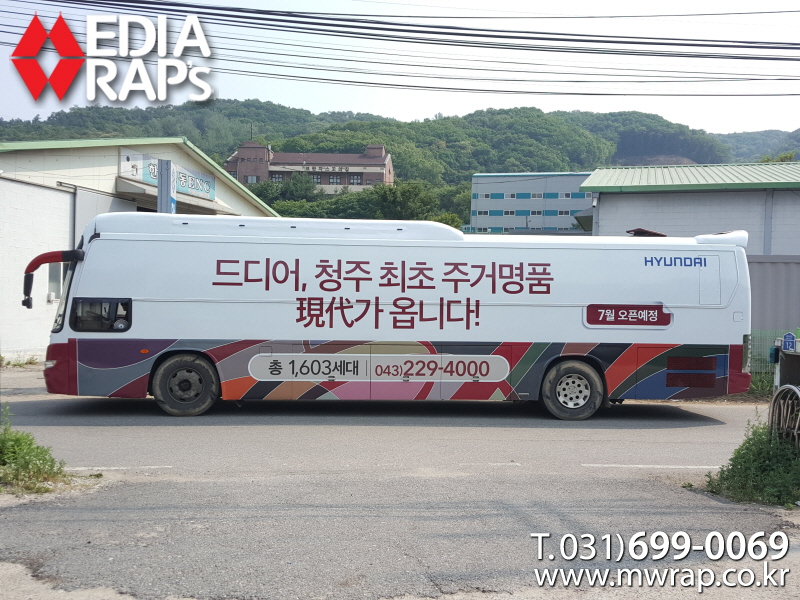 MEDIA
WRAP's
드디어, 청주 최초 주거명품
現代가 옵니다!
HYUNDAI
7월 오픈예정
총 1,603세대 | 043)229-4000
T.031)699-0069
www.mwrap.co.kr